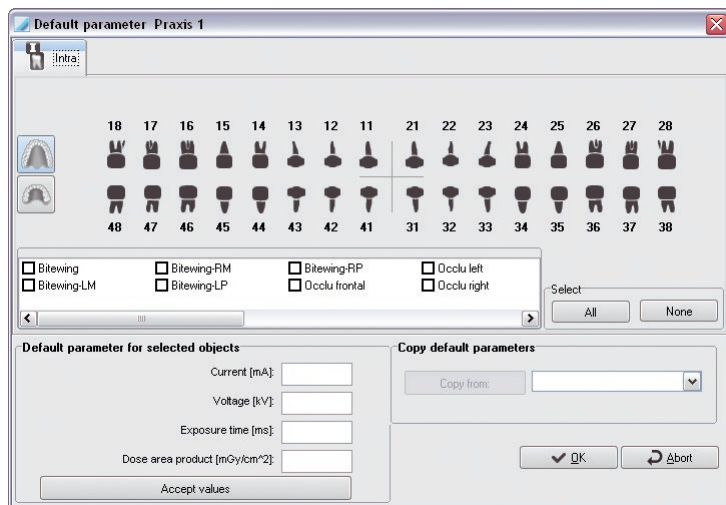 Default parameter Praxis 1
Intra
18 17 16 15 14 13 12 11 21 22 23 24 25 26 27 28
48 47 46 45 44 43 42 41 31 32 33 34 35 36 37 38
Bitewing Bitewing-RM Bitewing-RP Occlu left
Bitewing-LM Bitewing-LP Occlu frontal Occlu right
Select
All None
Default parameter for selected objects
Current [mA]:
Voltage [kV]:
Exposure time [ms]:
Dose area product [mGy/cm^2]:
Accept values
Copy default parameters
Copy from:
OK Abort